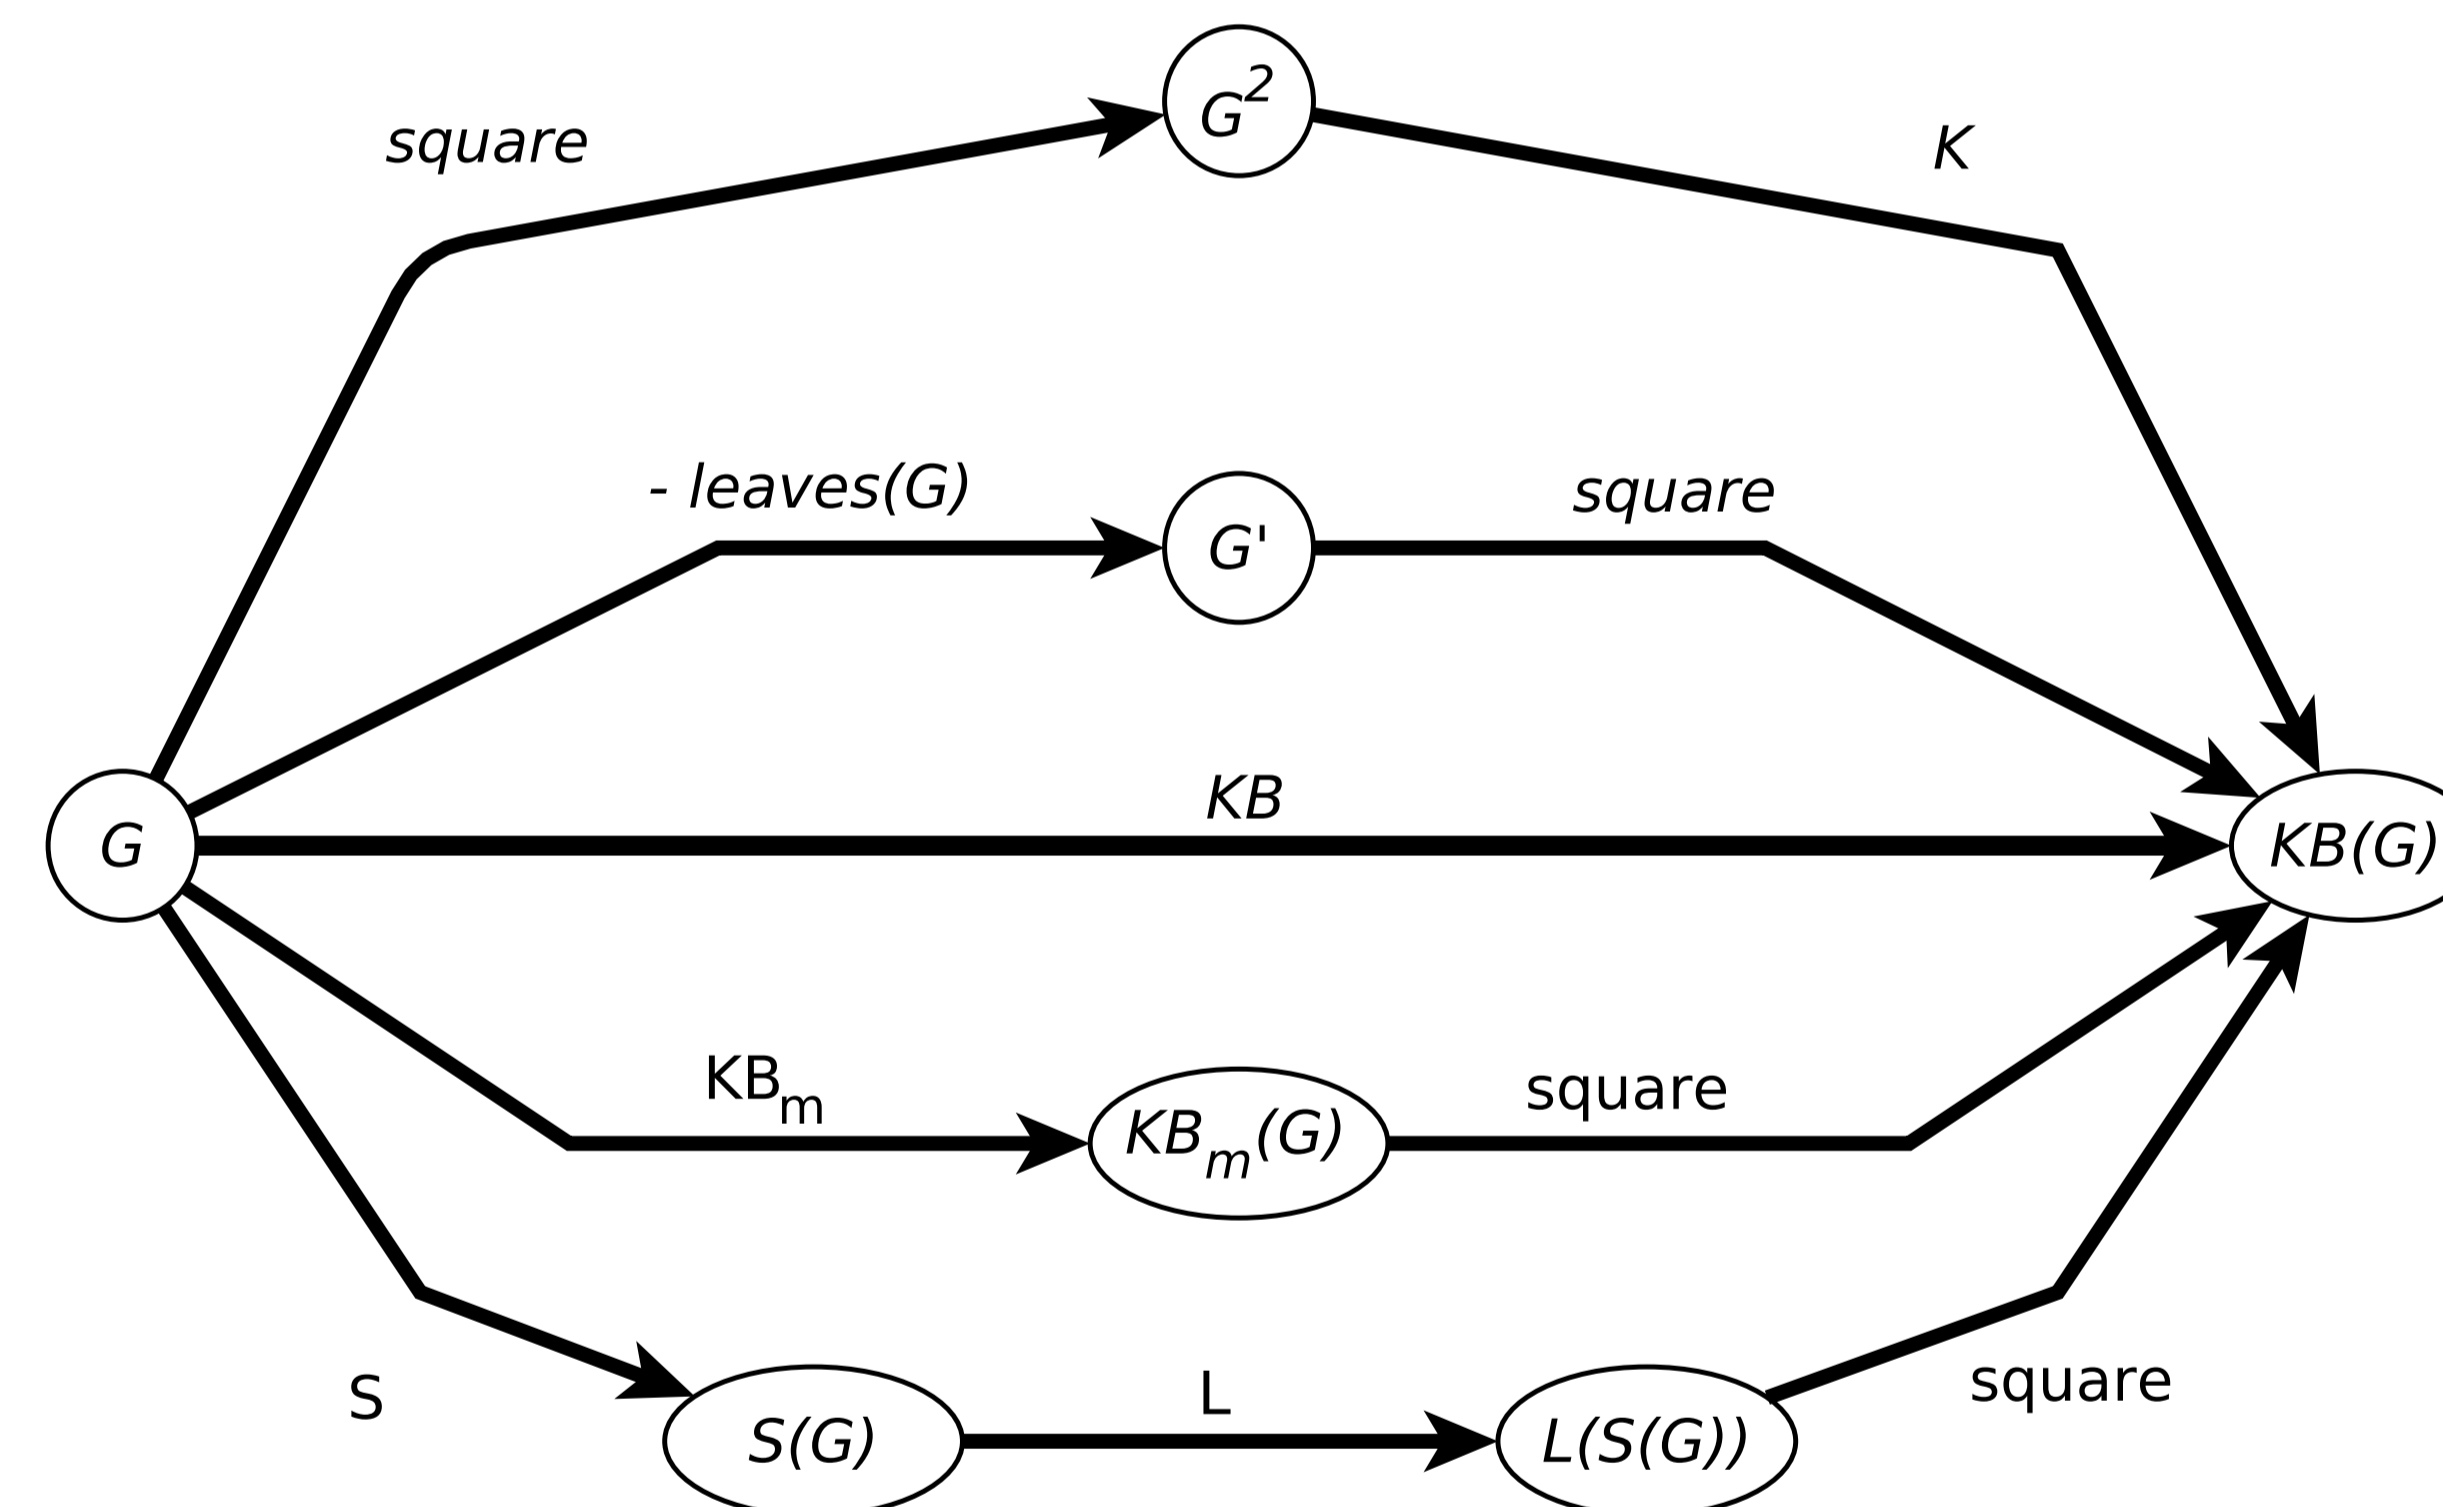 G²
square
K
- leaves(G)
square
G'
KB
G
KB(G)
KBₘ
square
KBₘ(G)
S
L
square
S(G)
L(S(G))